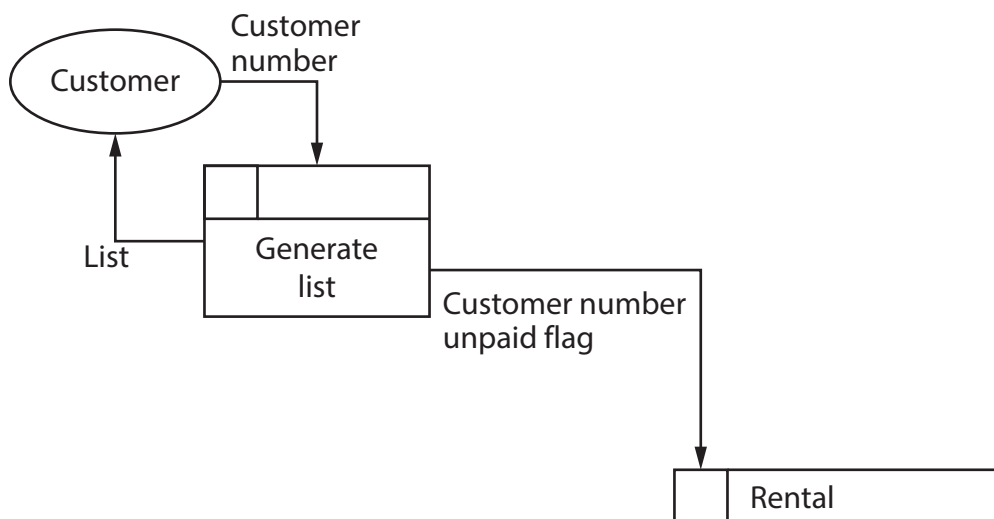 Customer
number
Customer
Generate
list
List
Customer number
unpaid flag
Rental